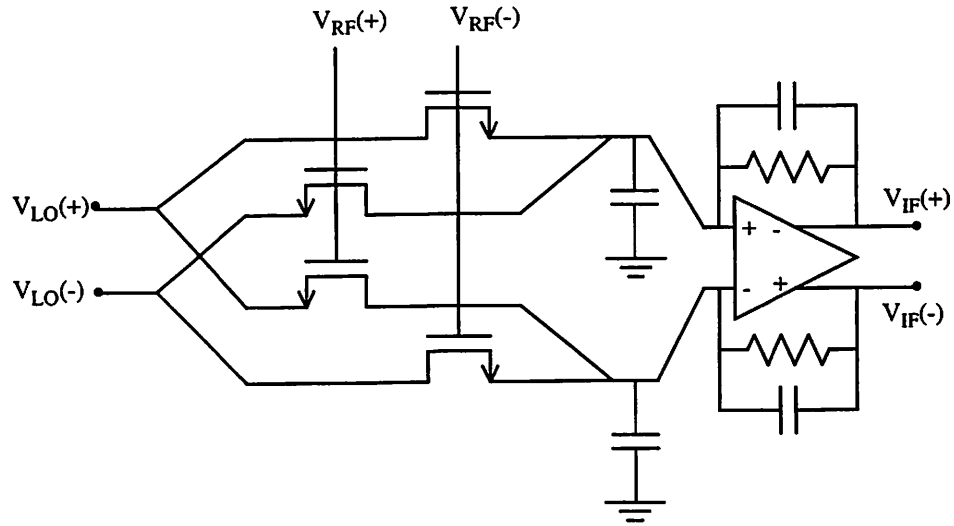 V_RF(+)
V_RF(-)
V_LO(+)
V_LO(-)
+ -
- +
V_IF(+)
V_IF(-)